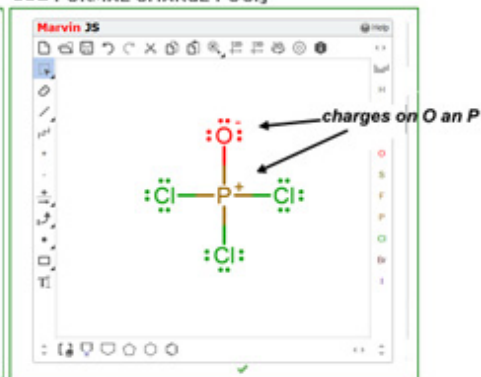 Marvin JS
Help
H
charges on O an P
:O: -
O
S
:Cl—P+—Cl:
F
P
:Cl:
Cl
Br
I
T